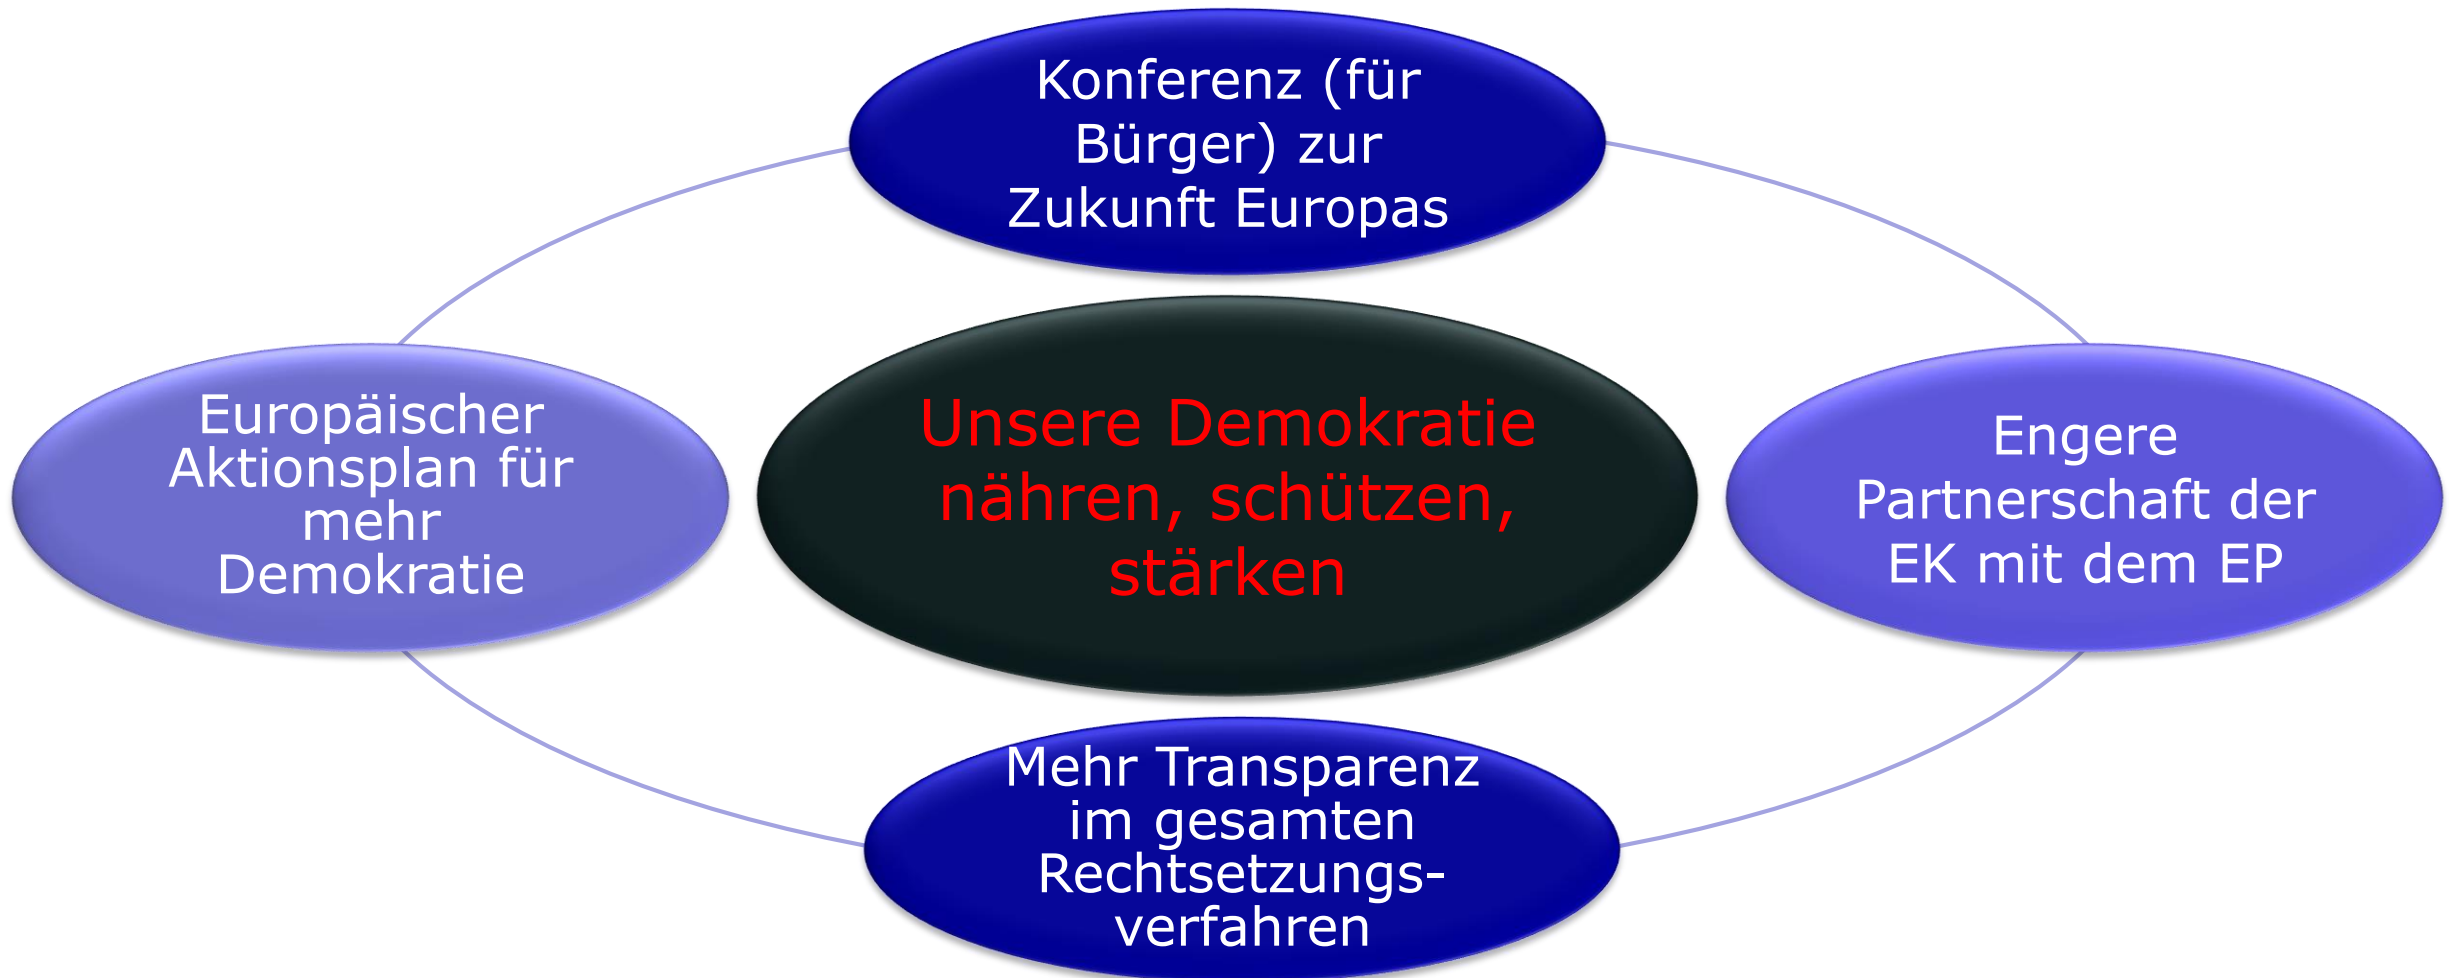 Konferenz (für
Bürger) zur
Zukunft Europas
Europäischer
Aktionsplan für
mehr
Demokratie
Unsere Demokratie
nähren, schützen,
stärken
Engere
Partnerschaft der
EK mit dem EP
Mehr Transparenz
im gesamten
Rechtsetzungs-
verfahren